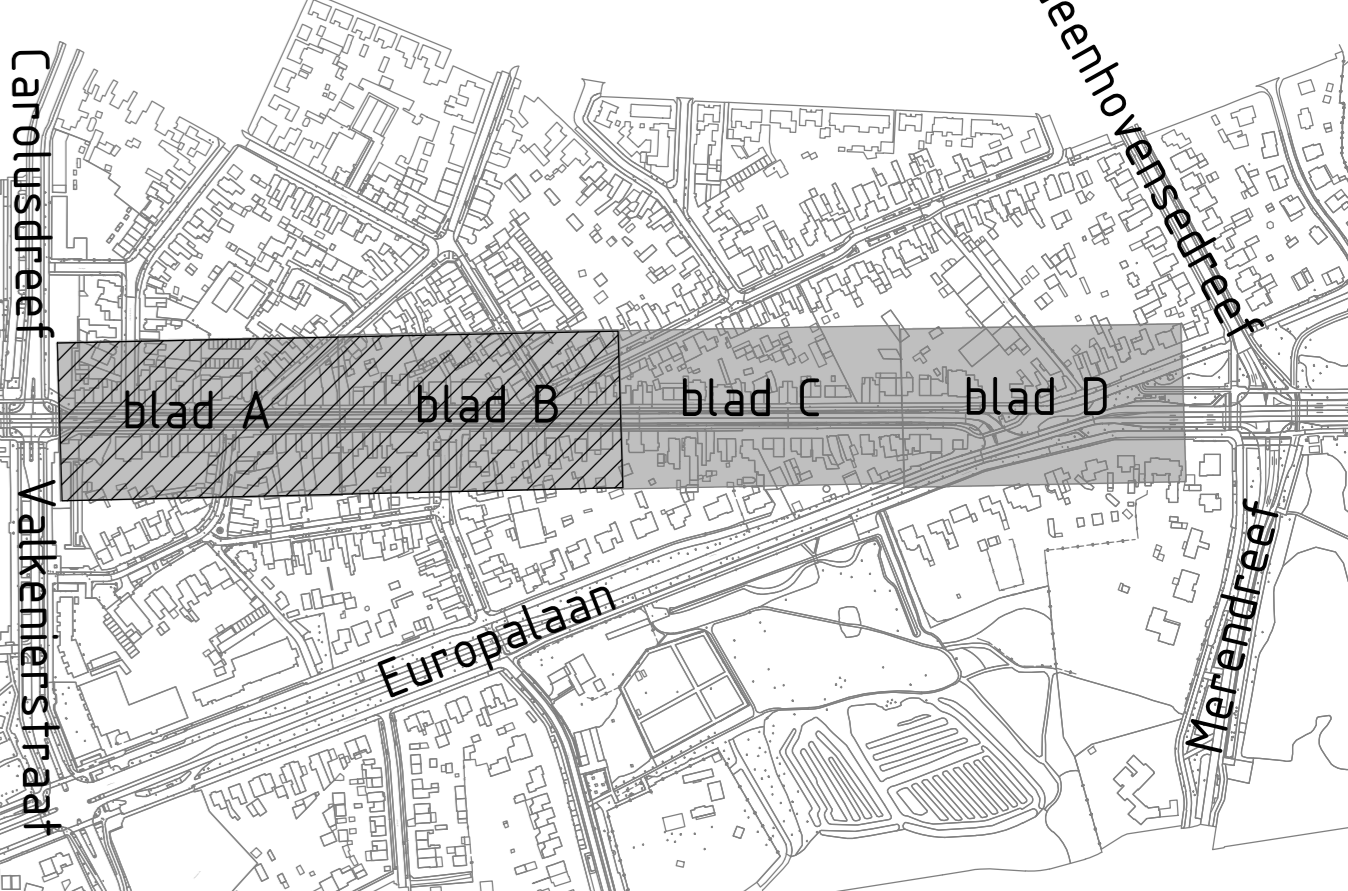 Carolusdreef
eenhovensedreef
blad A
blad B
blad C
blad D
Valkenierstraat
Europalaan
Merendreef